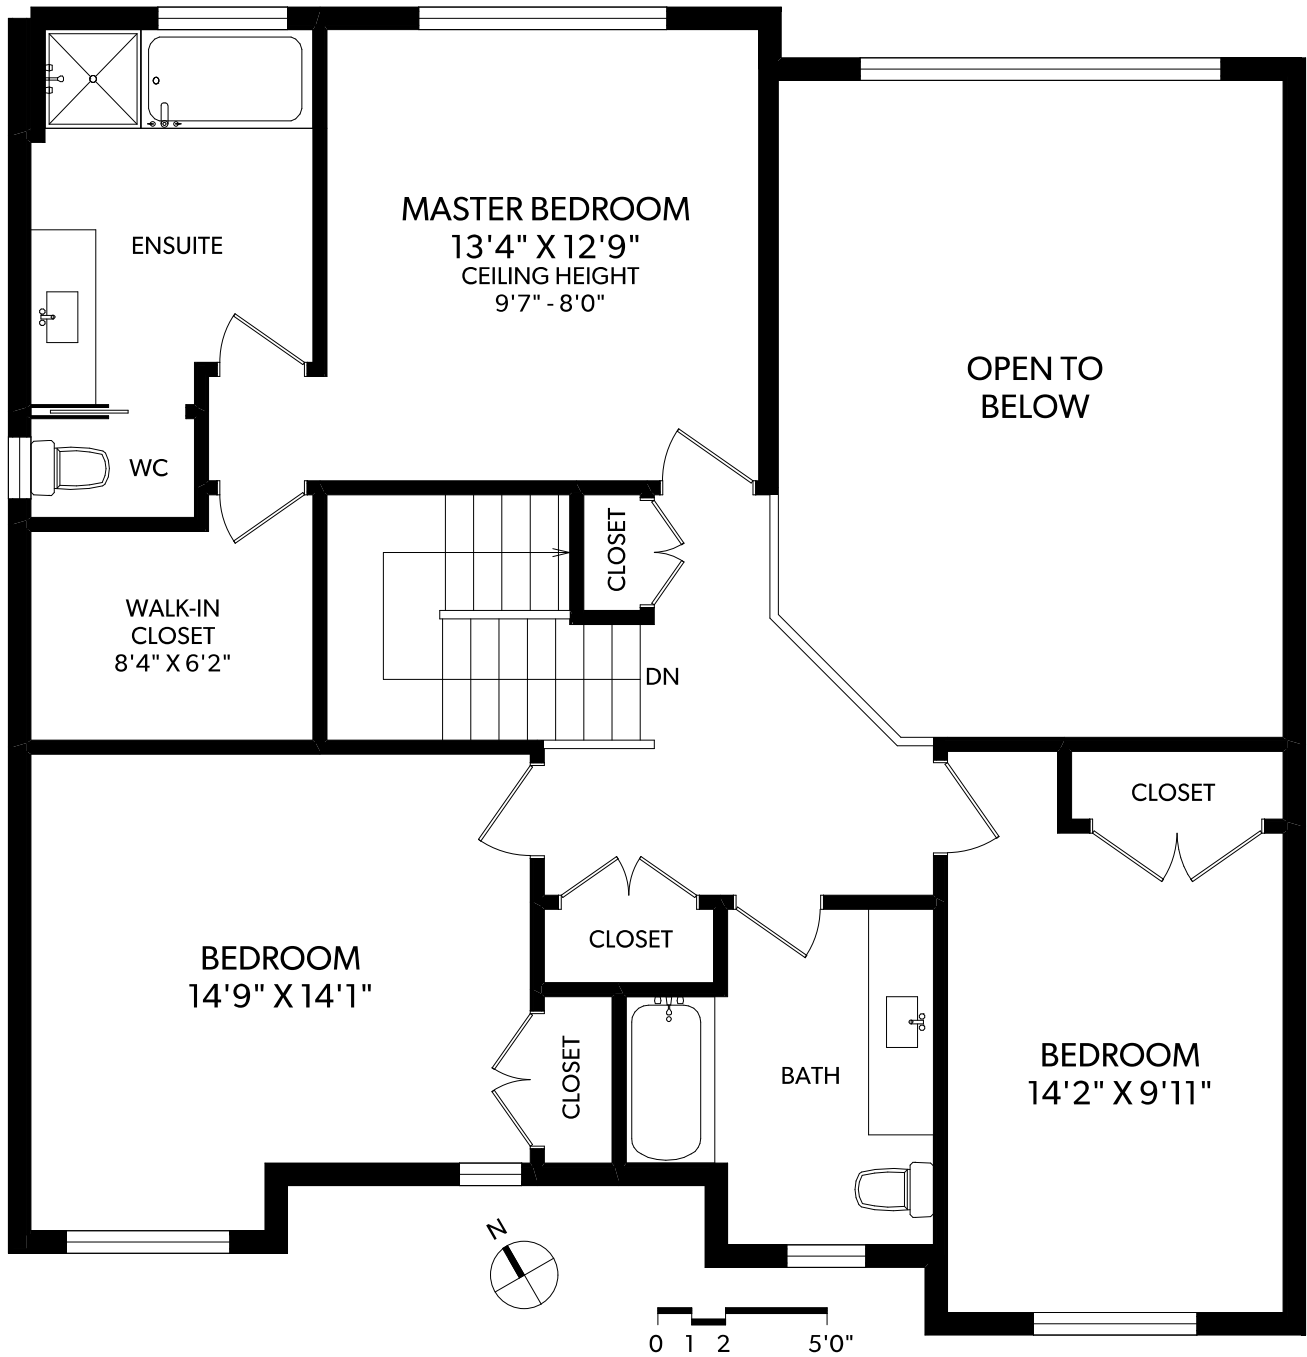 MASTER BEDROOM
13'4" X 12'9"
CEILING HEIGHT
9'7" - 8'0"
ENSUITE
OPEN TO
BELOW
WC
CLOSET
WALK-IN
CLOSET
8'4" X 6'2"
DN
CLOSET
CLOSET
BEDROOM
14'9" X 14'1"
CLOSET
BATH
BEDROOM
14'2" X 9'11"
N
0 1 2 5'0"